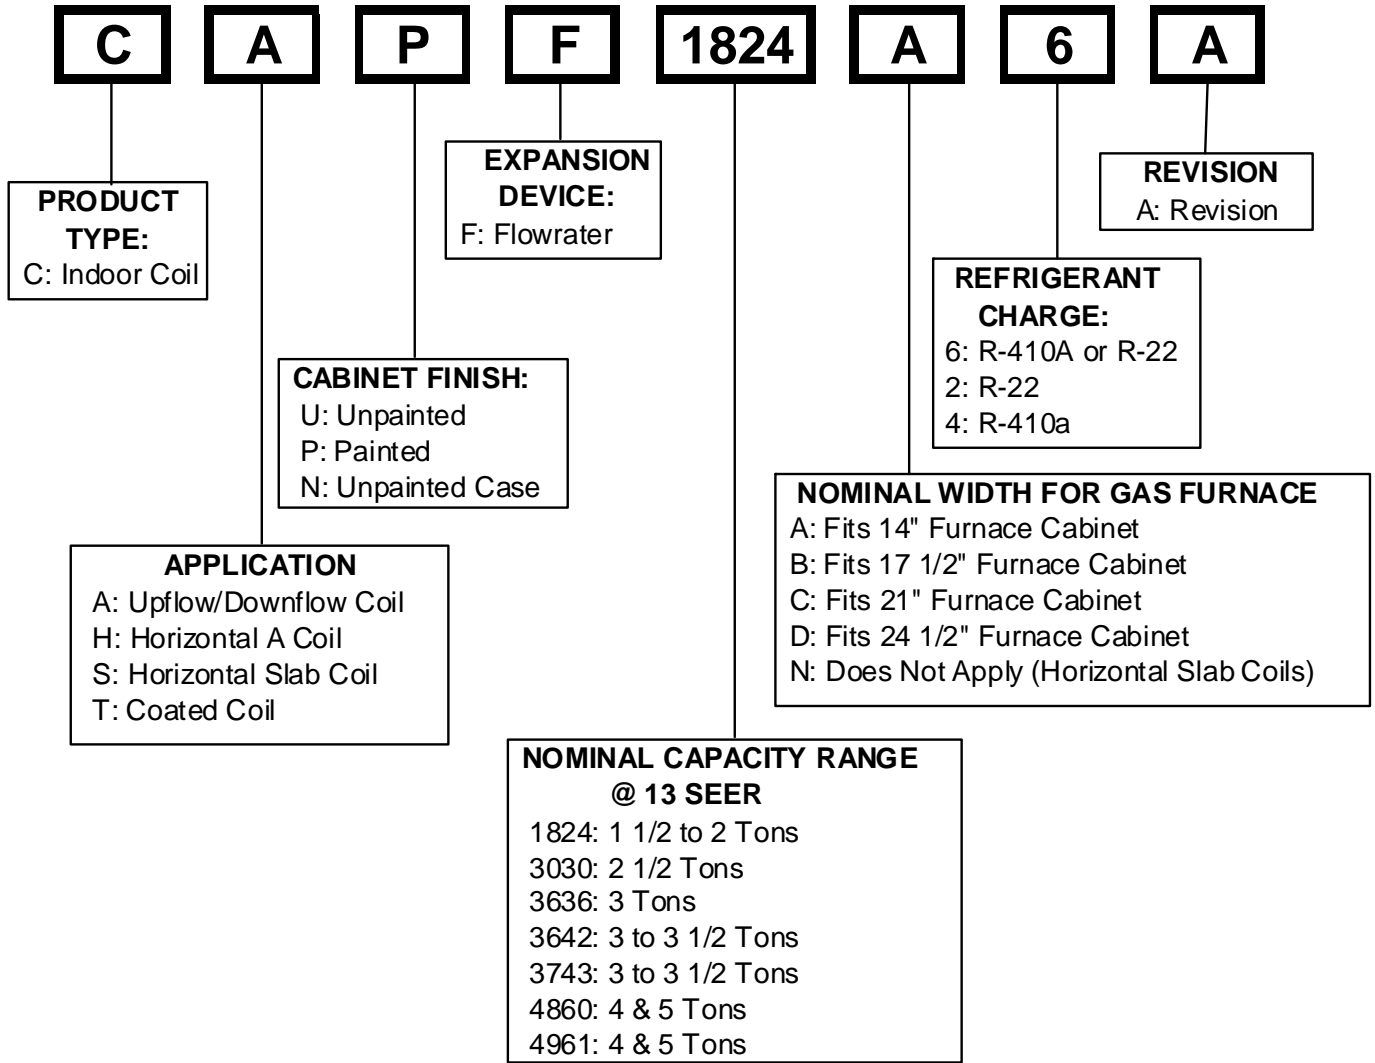 C A P F 1824 A 6 A
PRODUCT
TYPE:
C: Indoor Coil
EXPANSION
DEVICE:
F: Flowrater
REVISION
A: Revision
REFRIGERANT
CHARGE:
6: R-410A or R-22
2: R-22
4: R-410a
CABINET FINISH:
U: Unpainted
P: Painted
N: Unpainted Case
NOMINAL WIDTH FOR GAS FURNACE
A: Fits 14" Furnace Cabinet
B: Fits 17 1/2" Furnace Cabinet
C: Fits 21" Furnace Cabinet
D: Fits 24 1/2" Furnace Cabinet
N: Does Not Apply (Horizontal Slab Coils)
APPLICATION
A: Upflow/Downflow Coil
H: Horizontal A Coil
S: Horizontal Slab Coil
T: Coated Coil
NOMINAL CAPACITY RANGE
@ 13 SEER
1824: 1 1/2 to 2 Tons
3030: 2 1/2 Tons
3636: 3 Tons
3642: 3 to 3 1/2 Tons
3743: 3 to 3 1/2 Tons
4860: 4 & 5 Tons
4961: 4 & 5 Tons